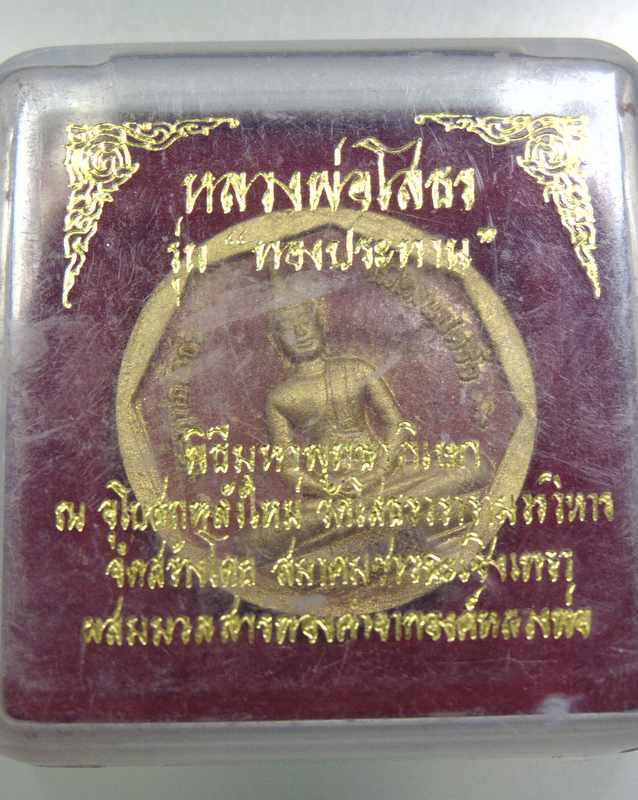 หลวงพ่อโสธร
รุ่น “ทองประทาน”
พิธีมหาพุทธาภิเษก
ณ อุโบสถหลังใหม่ วัดโสธรวรารามวรวิหาร
จัดสร้างโดย สมาคมชาวฉะเชิงเทรา
ผสมมวลสารทองคำจากองค์หลวงพ่อ